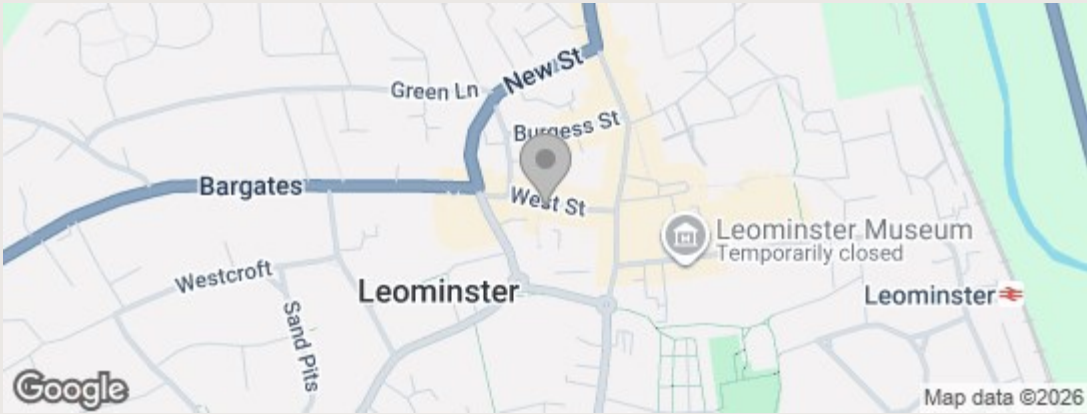 New St
Green Ln
Burgess St
Bargates
West St
Leominster Museum
Temporarily closed
Westcroft
Leominster
Leominster
Sand Pits
Google
Map data ©2026